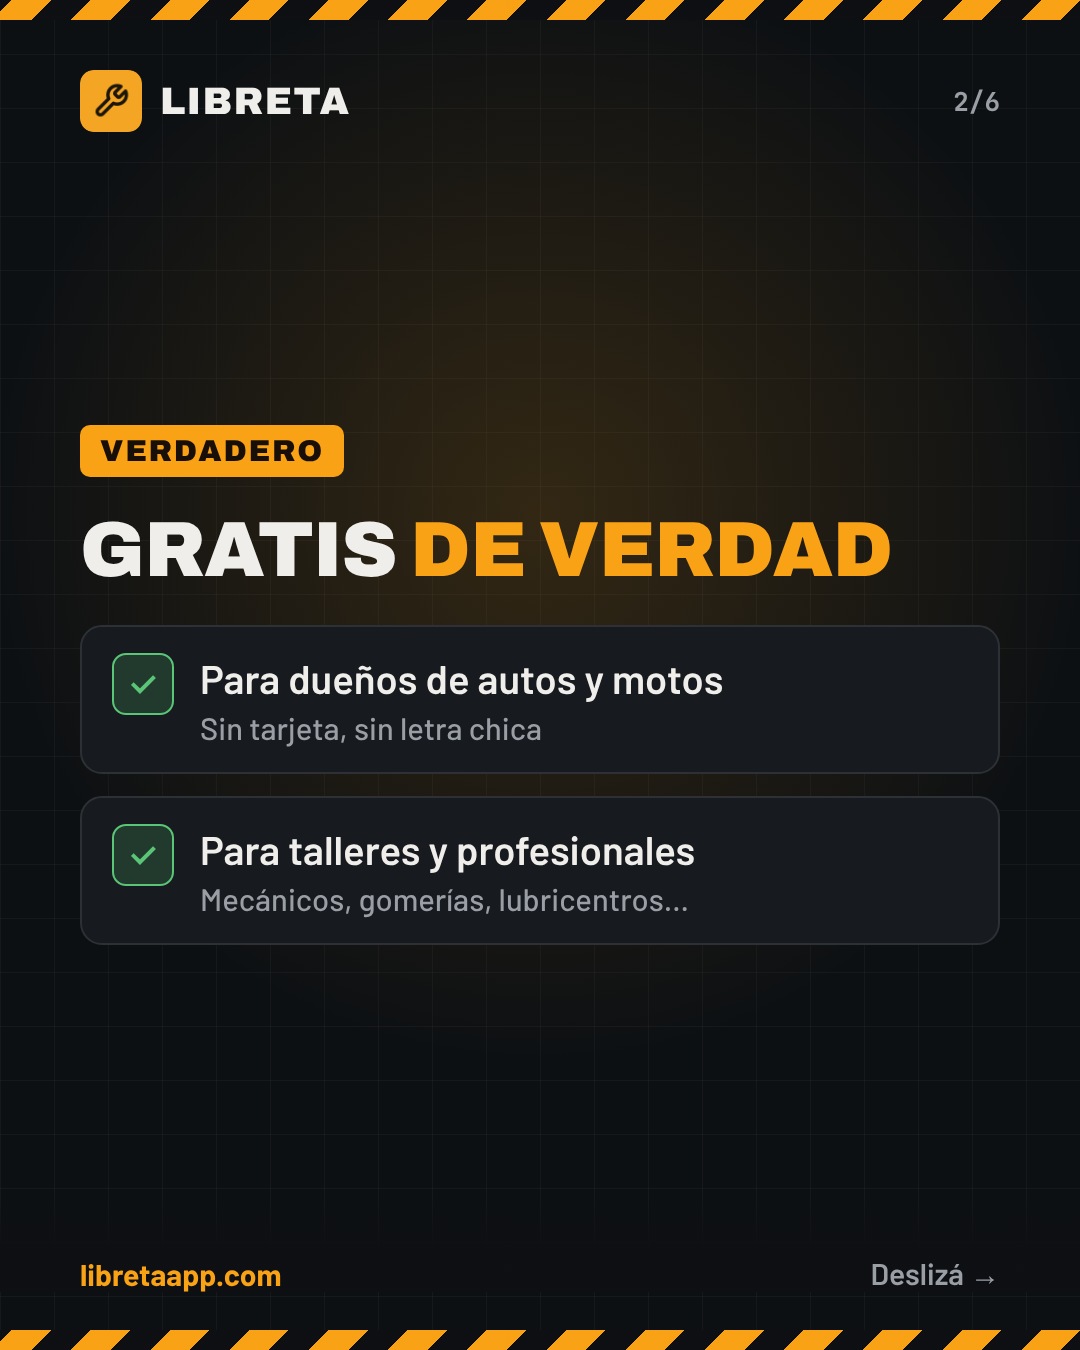 LIBRETA
2/6
VERDADERO
GRATIS DE VERDAD
Para dueños de autos y motos
Sin tarjeta, sin letra chica
Para talleres y profesionales
Mecánicos, gomerías, lubricentros...
libretaapp.com
Deslizá →